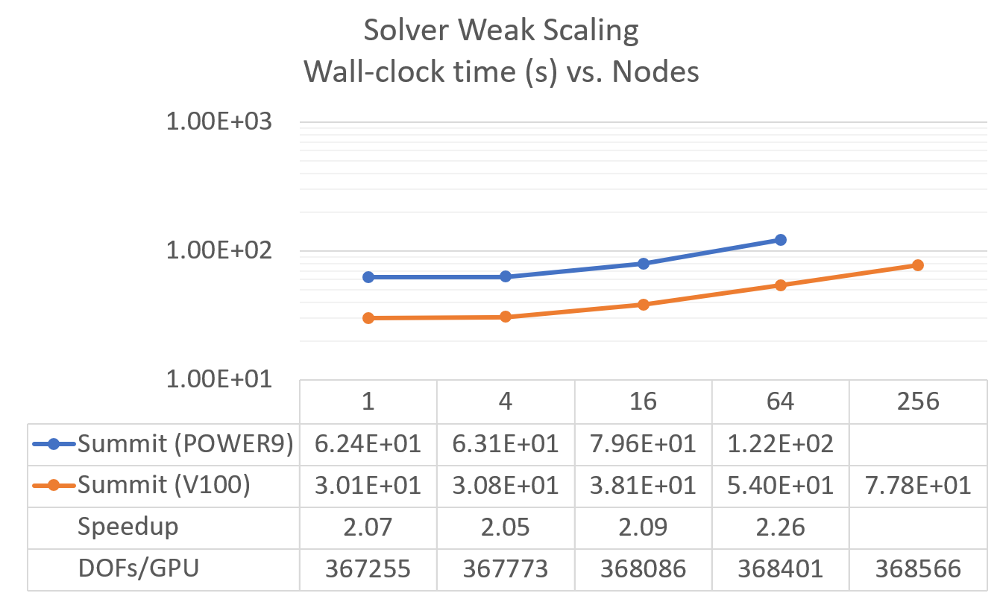 Solver Weak Scaling
Wall-clock time (s) vs. Nodes
1.00E+03
1.00E+02
1.00E+01
1 4 16 64 256
Summit (POWER9) 6.24E+01 6.31E+01 7.96E+01 1.22E+02
Summit (V100) 3.01E+01 3.08E+01 3.81E+01 5.40E+01 7.78E+01
Speedup 2.07 2.05 2.09 2.26
DOFs/GPU 367255 367773 368086 368401 368566